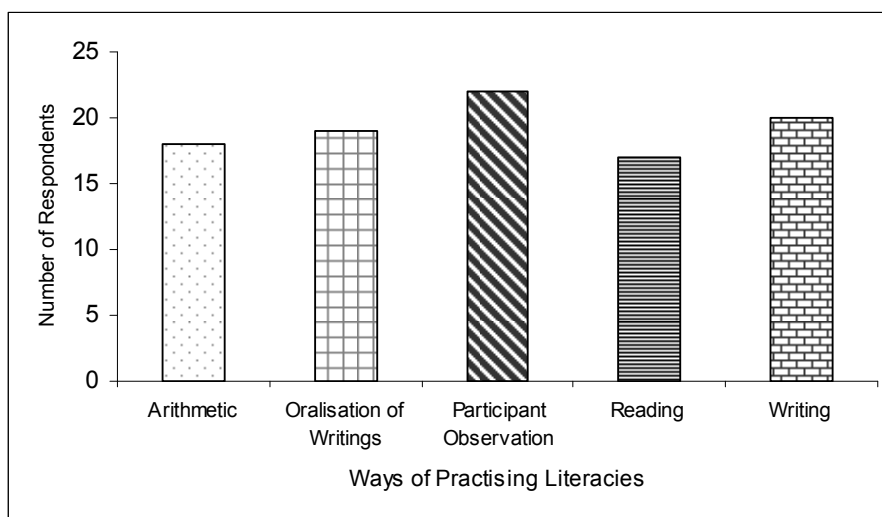 25
20
15
10
5
0
Number of Respondents
Arithmetic
Oralisation of
Writings
Participant
Observation
Reading
Writing
Ways of Practising Literacies